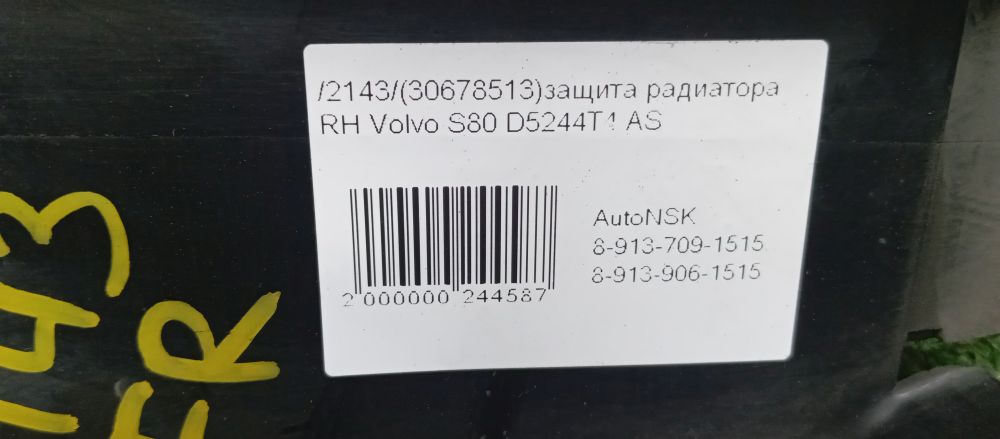 /2143/(30678513)защита радиатора
RH Volvo S80 D5244T4 AS
AutoNSK
8-913-709-1515
8-913-906-1515
2 000000 244587
FR